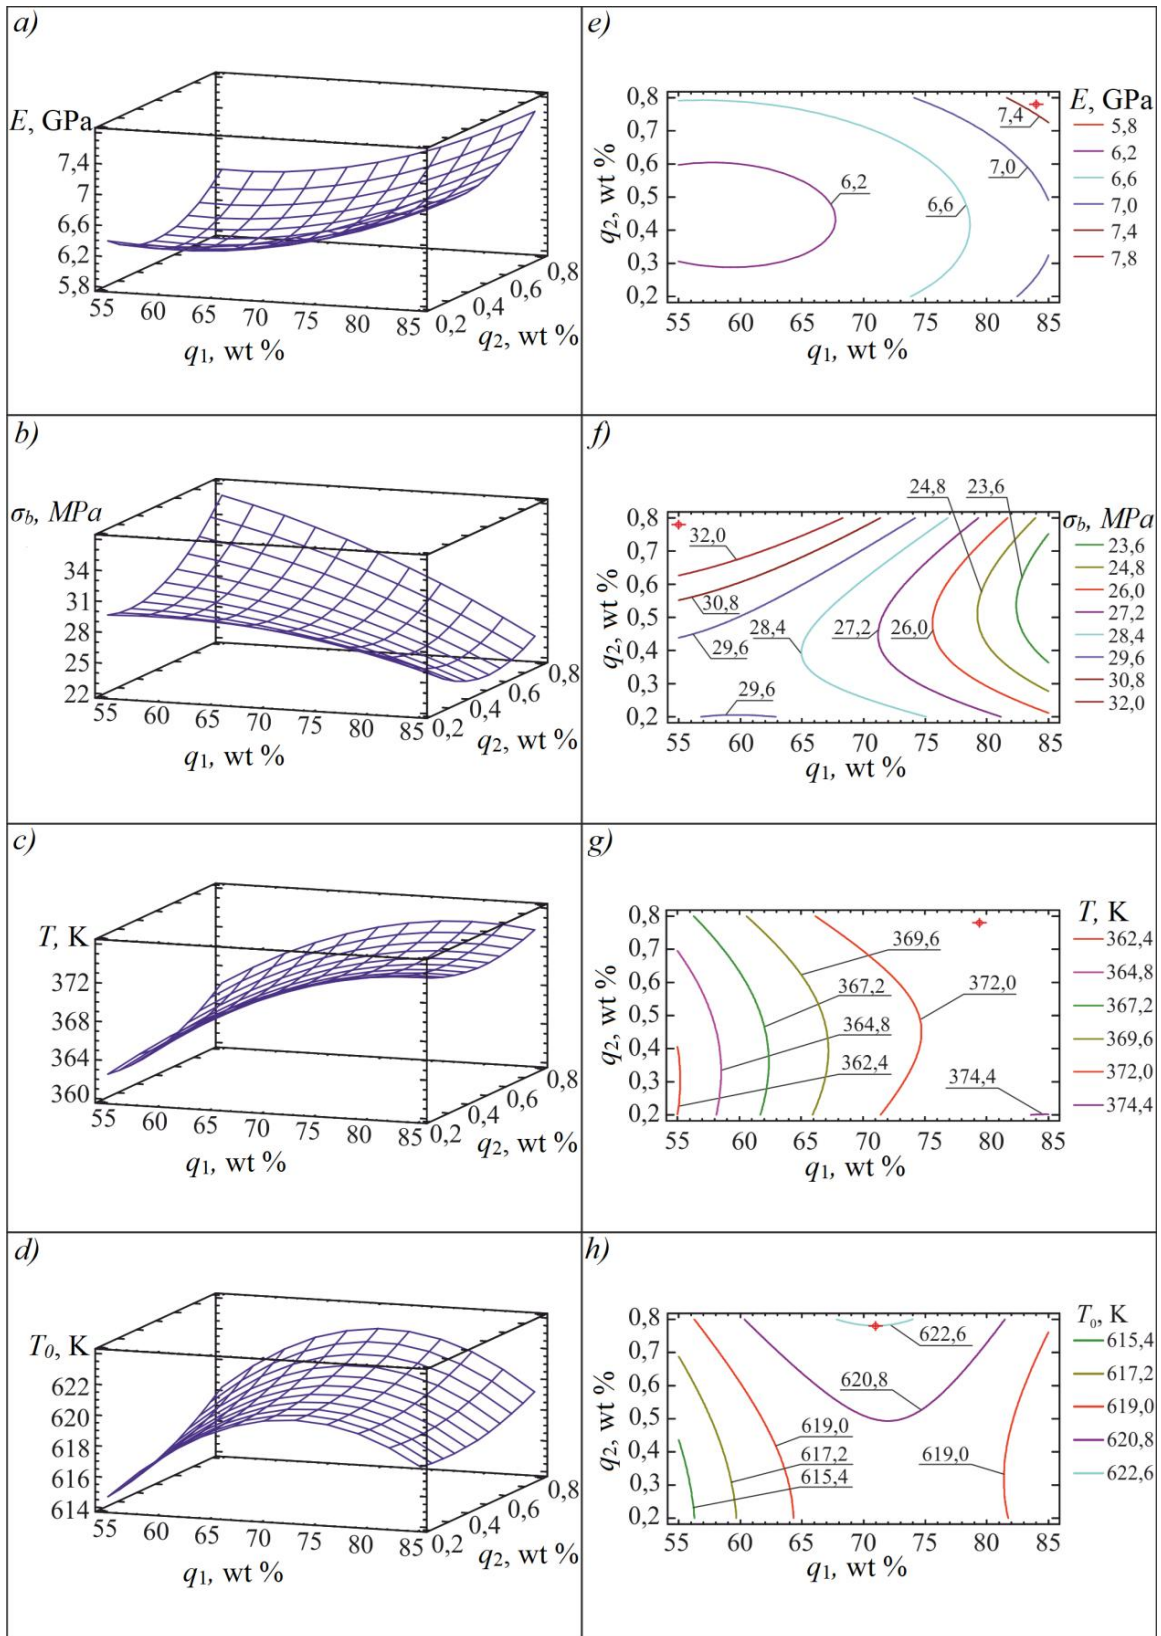 a)
E, GPa
7,4
7
6,6
6,2
5,8
55 60 65 70 75 80 85
q1, wt %
0,2 0,4 0,6 0,8
q2, wt %
e)
E, GPa
5,8
6,2
6,6
7,0
7,4
7,8
q2, wt %
0,8
0,7
0,6
0,5
0,4
0,3
0,2
7,4
7,0
6,2
6,6
55 60 65 70 75 80 85
q1, wt %
b)
σb, MPa
34
31
28
25
22
55 60 65 70 75 80 85
q1, wt %
0,2 0,4 0,6 0,8
q2, wt %
f)
24,8 23,6
σb, MPa
23,6
24,8
26,0
27,2
28,4
29,6
30,8
32,0
q2, wt %
0,8
0,7
0,6
0,5
0,4
0,3
0,2
32,0
30,8
29,6
28,4
27,2
26,0
29,6
55 60 65 70 75 80 85
q1, wt %
c)
T, K
372
368
364
360
55 60 65 70 75 80 85
q1, wt %
0,2 0,4 0,6 0,8
q2, wt %
g)
T, K
362,4
364,8
367,2
369,6
372,0
374,4
q2, wt %
0,8
0,7
0,6
0,5
0,4
0,3
0,2
369,6
367,2
372,0
364,8
362,4
374,4
55 60 65 70 75 80 85
q1, wt %
d)
T0, K
622
620
618
616
614
55 60 65 70 75 80 85
q1, wt %
0,2 0,4 0,6 0,8
q2, wt %
h)
T0, K
615,4
617,2
619,0
620,8
622,6
q2, wt %
0,8
0,7
0,6
0,5
0,4
0,3
0,2
622,6
620,8
619,0
617,2
615,4
619,0
55 60 65 70 75 80 85
q1, wt %